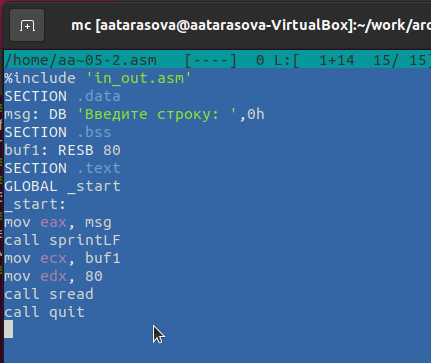 mc [aatarasova@aatarasova-VirtualBox]:~/work/arc
/home/aa~05-2.asm [----] 0 L:[ 1+14 15/ 15]
%include 'in_out.asm'
SECTION .data
msg: DB 'Введите строку: ',0h
SECTION .bss
buf1: RESB 80
SECTION .text
GLOBAL _start
_start:
mov eax, msg
call sprintLF
mov ecx, buf1
mov edx, 80
call sread
call quit